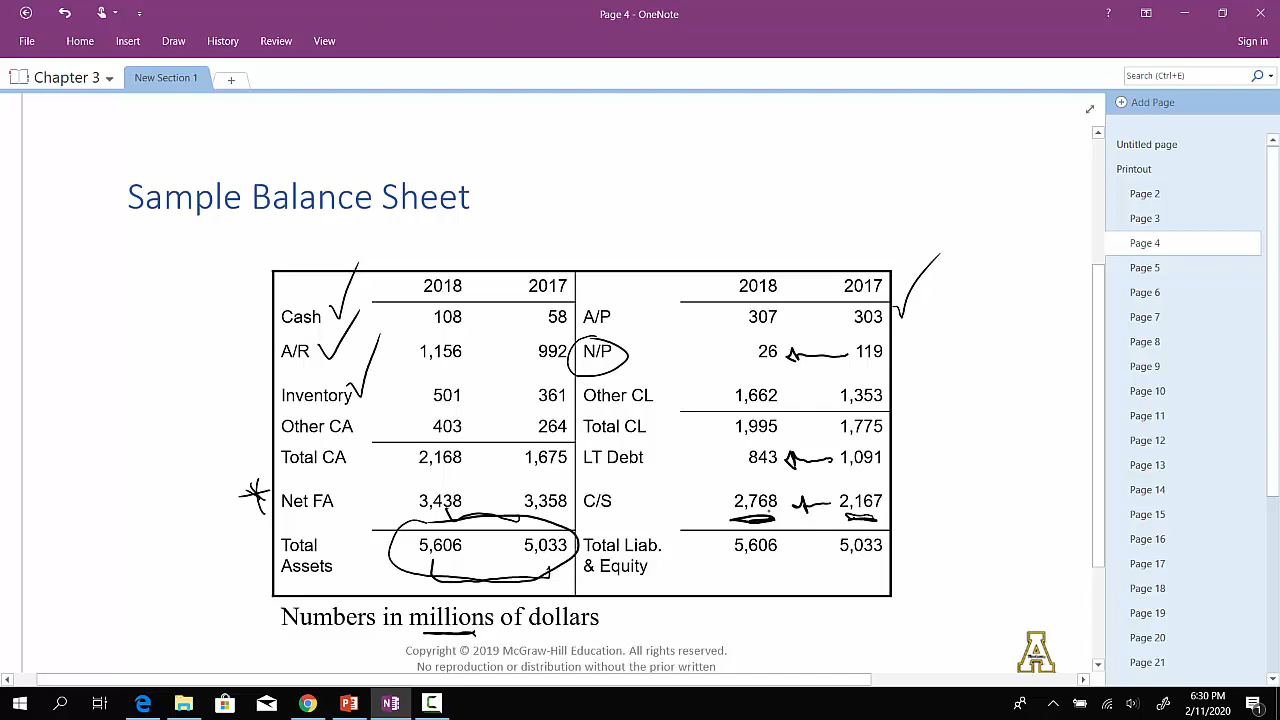 Page 4 - OneNote
File Home Insert Draw History Review View Sign in
Chapter 3 New Section 1 Search (Ctrl+E)
Add Page
Sample Balance Sheet
2018 2017 2018 2017
Cash 108 58 A/P 307 303
A/R 1,156 992 N/P 26 119
Inventory 501 361 Other CL 1,662 1,353
Other CA 403 264 Total CL 1,995 1,775
Total CA 2,168 1,675 LT Debt 843 1,091
Net FA 3,438 3,358 C/S 2,768 2,167
Total 5,606 5,033 Total Liab. 5,606 5,033
Assets & Equity
Numbers in millions of dollars
Copyright © 2019 McGraw-Hill Education. All rights reserved.
No reproduction or distribution without the prior written
A
Untitled page
Printout
Page 2
Page 3
Page 4
Page 5
Page 6
Page 7
Page 8
Page 9
Page 10
Page 11
Page 12
Page 13
Page 14
Page 15
Page 16
Page 17
Page 18
Page 19
Page 20
Page 21
6:30 PM
2/11/2020